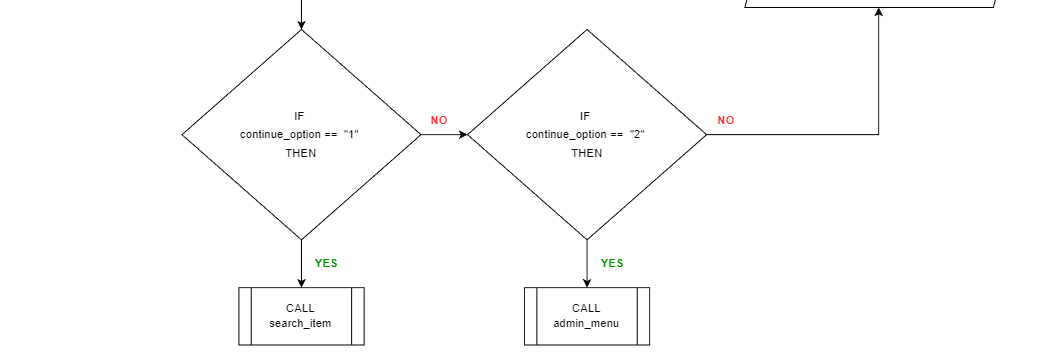 IF
continue_option == "1"
THEN
NO
IF
continue_option == "2"
THEN
NO
YES
YES
CALL
search_item
CALL
admin_menu